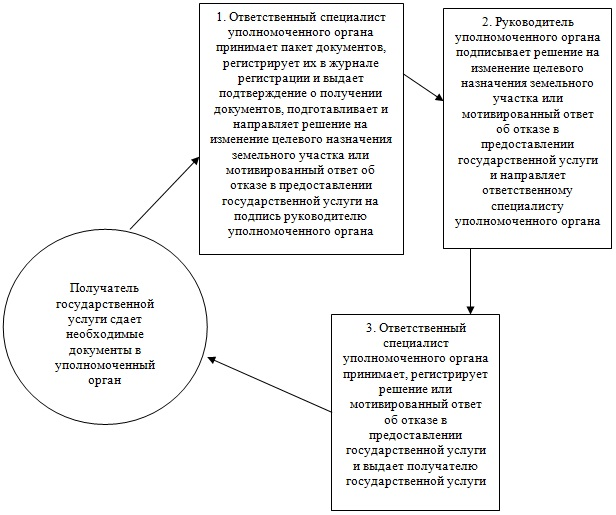 1. Ответственный специалист
уполномоченного органа
принимает пакет документов,
регистрирует их в журнале
регистрации и выдает
подтверждение о получении
документов, подготавливает и
направляет решение на
изменение целевого назначения
земельного участка или
мотивированный ответ об
отказе в предоставлении
государственной услуги на
подпись руководителю
уполномоченного органа
2. Руководитель
уполномоченного органа
подписывает решение на
изменение целевого
назначения земельного
участка или
мотивированный ответ
об отказе в
предоставлении
государственной услуги
и направляет
ответственному
специалисту
уполномоченного органа
3. Ответственный
специалист
уполномоченного органа
принимает, регистрирует
решение или
мотивированный ответ
об отказе в
предоставлении
государственной услуги
и выдает получателю
государственной услуги
Получатель
государственной
услуги сдает
необходимые
документы в
уполномоченный
орган